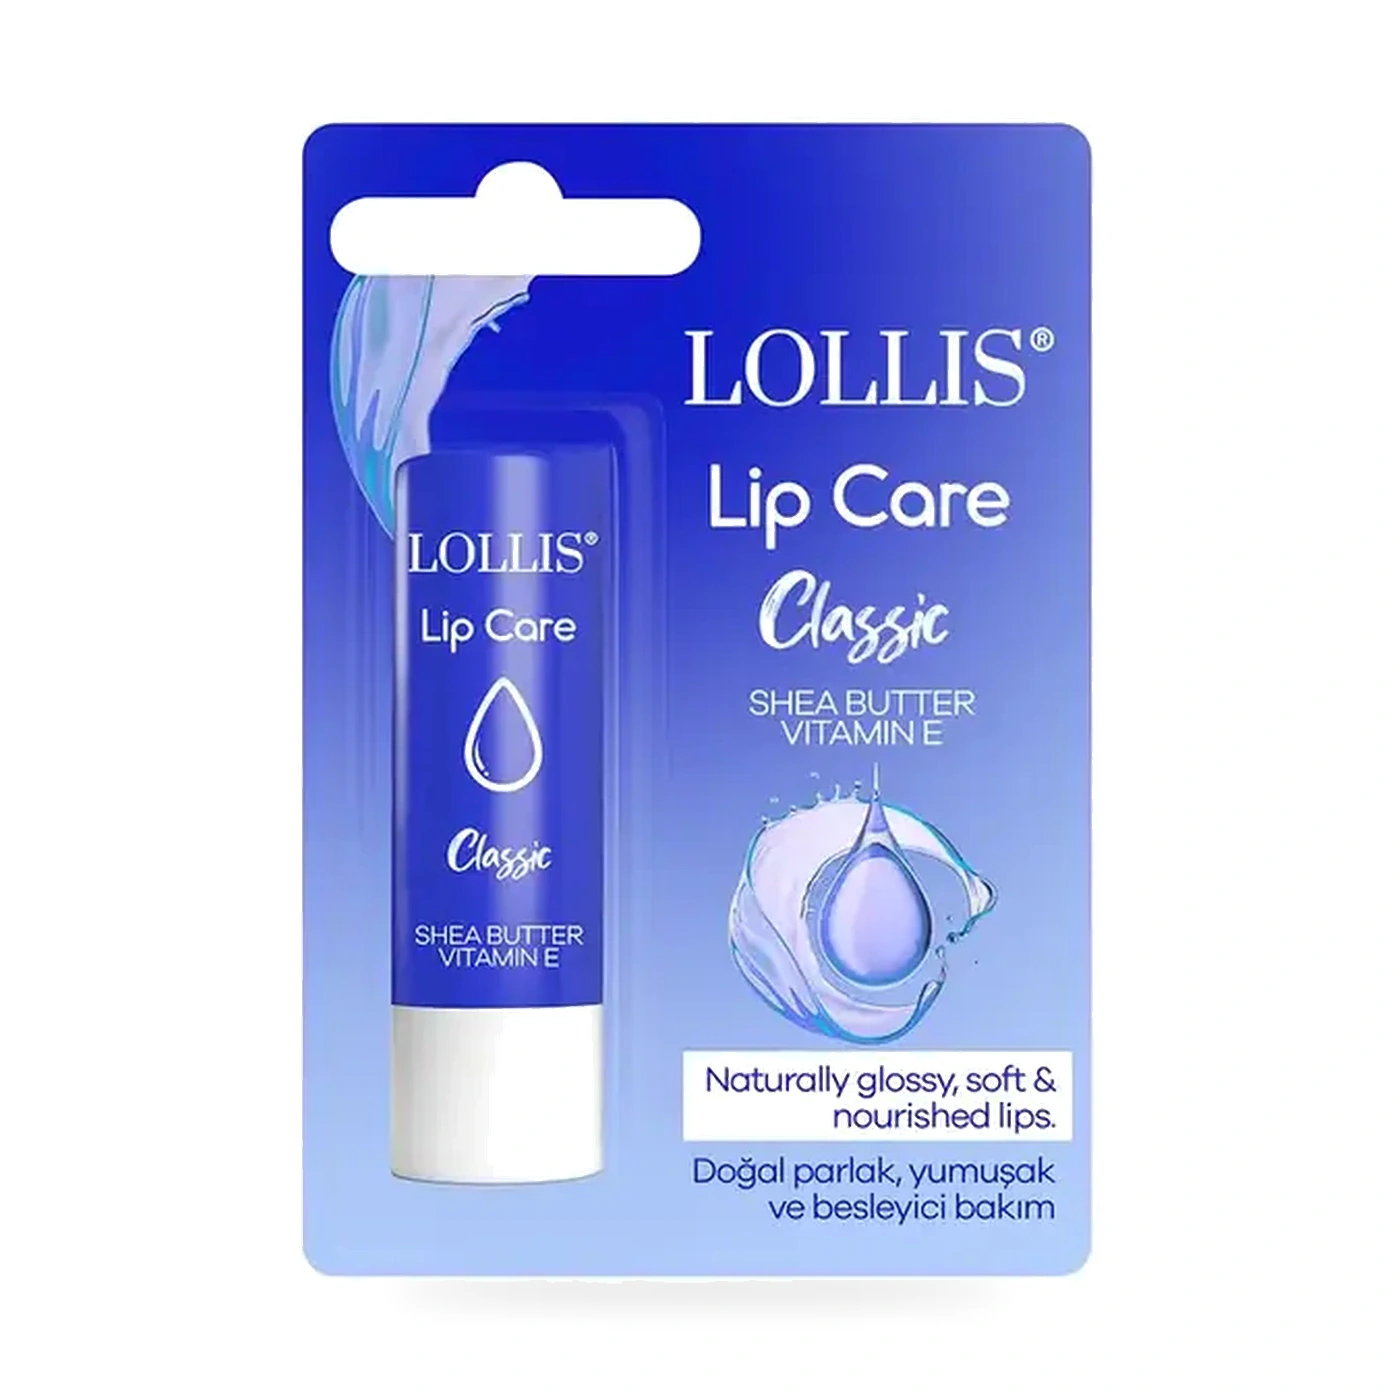 LOLLIS®
Lip Care
Classic
SHEA BUTTER
VITAMIN E
Naturally glossy, soft &
nourished lips.
Doğal parlak, yumuşak
ve besleyici bakım
LOLLIS®
Lip Care
Classic
SHEA BUTTER
VITAMIN E